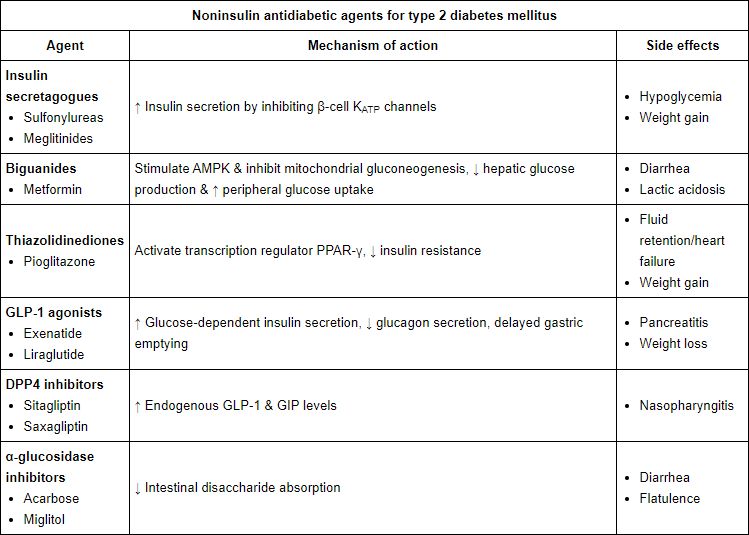 Noninsulin antidiabetic agents for type 2 diabetes mellitus
Agent
Mechanism of action
Side effects
Insulin
secretagogues
• Sulfonylureas
• Meglitinides
↑ Insulin secretion by inhibiting β-cell KATP channels
• Hypoglycemia
• Weight gain
Biguanides
• Metformin
Stimulate AMPK & inhibit mitochondrial gluconeogenesis, ↓ hepatic glucose
production & ↑ peripheral glucose uptake
• Diarrhea
• Lactic acidosis
Thiazolidinediones
• Pioglitazone
Activate transcription regulator PPAR-γ, ↓ insulin resistance
• Fluid
retention/heart
failure
• Weight gain
GLP-1 agonists
• Exenatide
• Liraglutide
↑ Glucose-dependent insulin secretion, ↓ glucagon secretion, delayed gastric
emptying
• Pancreatitis
• Weight loss
DPP4 inhibitors
• Sitagliptin
• Saxagliptin
↑ Endogenous GLP-1 & GIP levels
• Nasopharyngitis
α-glucosidase
inhibitors
• Acarbose
• Miglitol
↓ Intestinal disaccharide absorption
• Diarrhea
• Flatulence